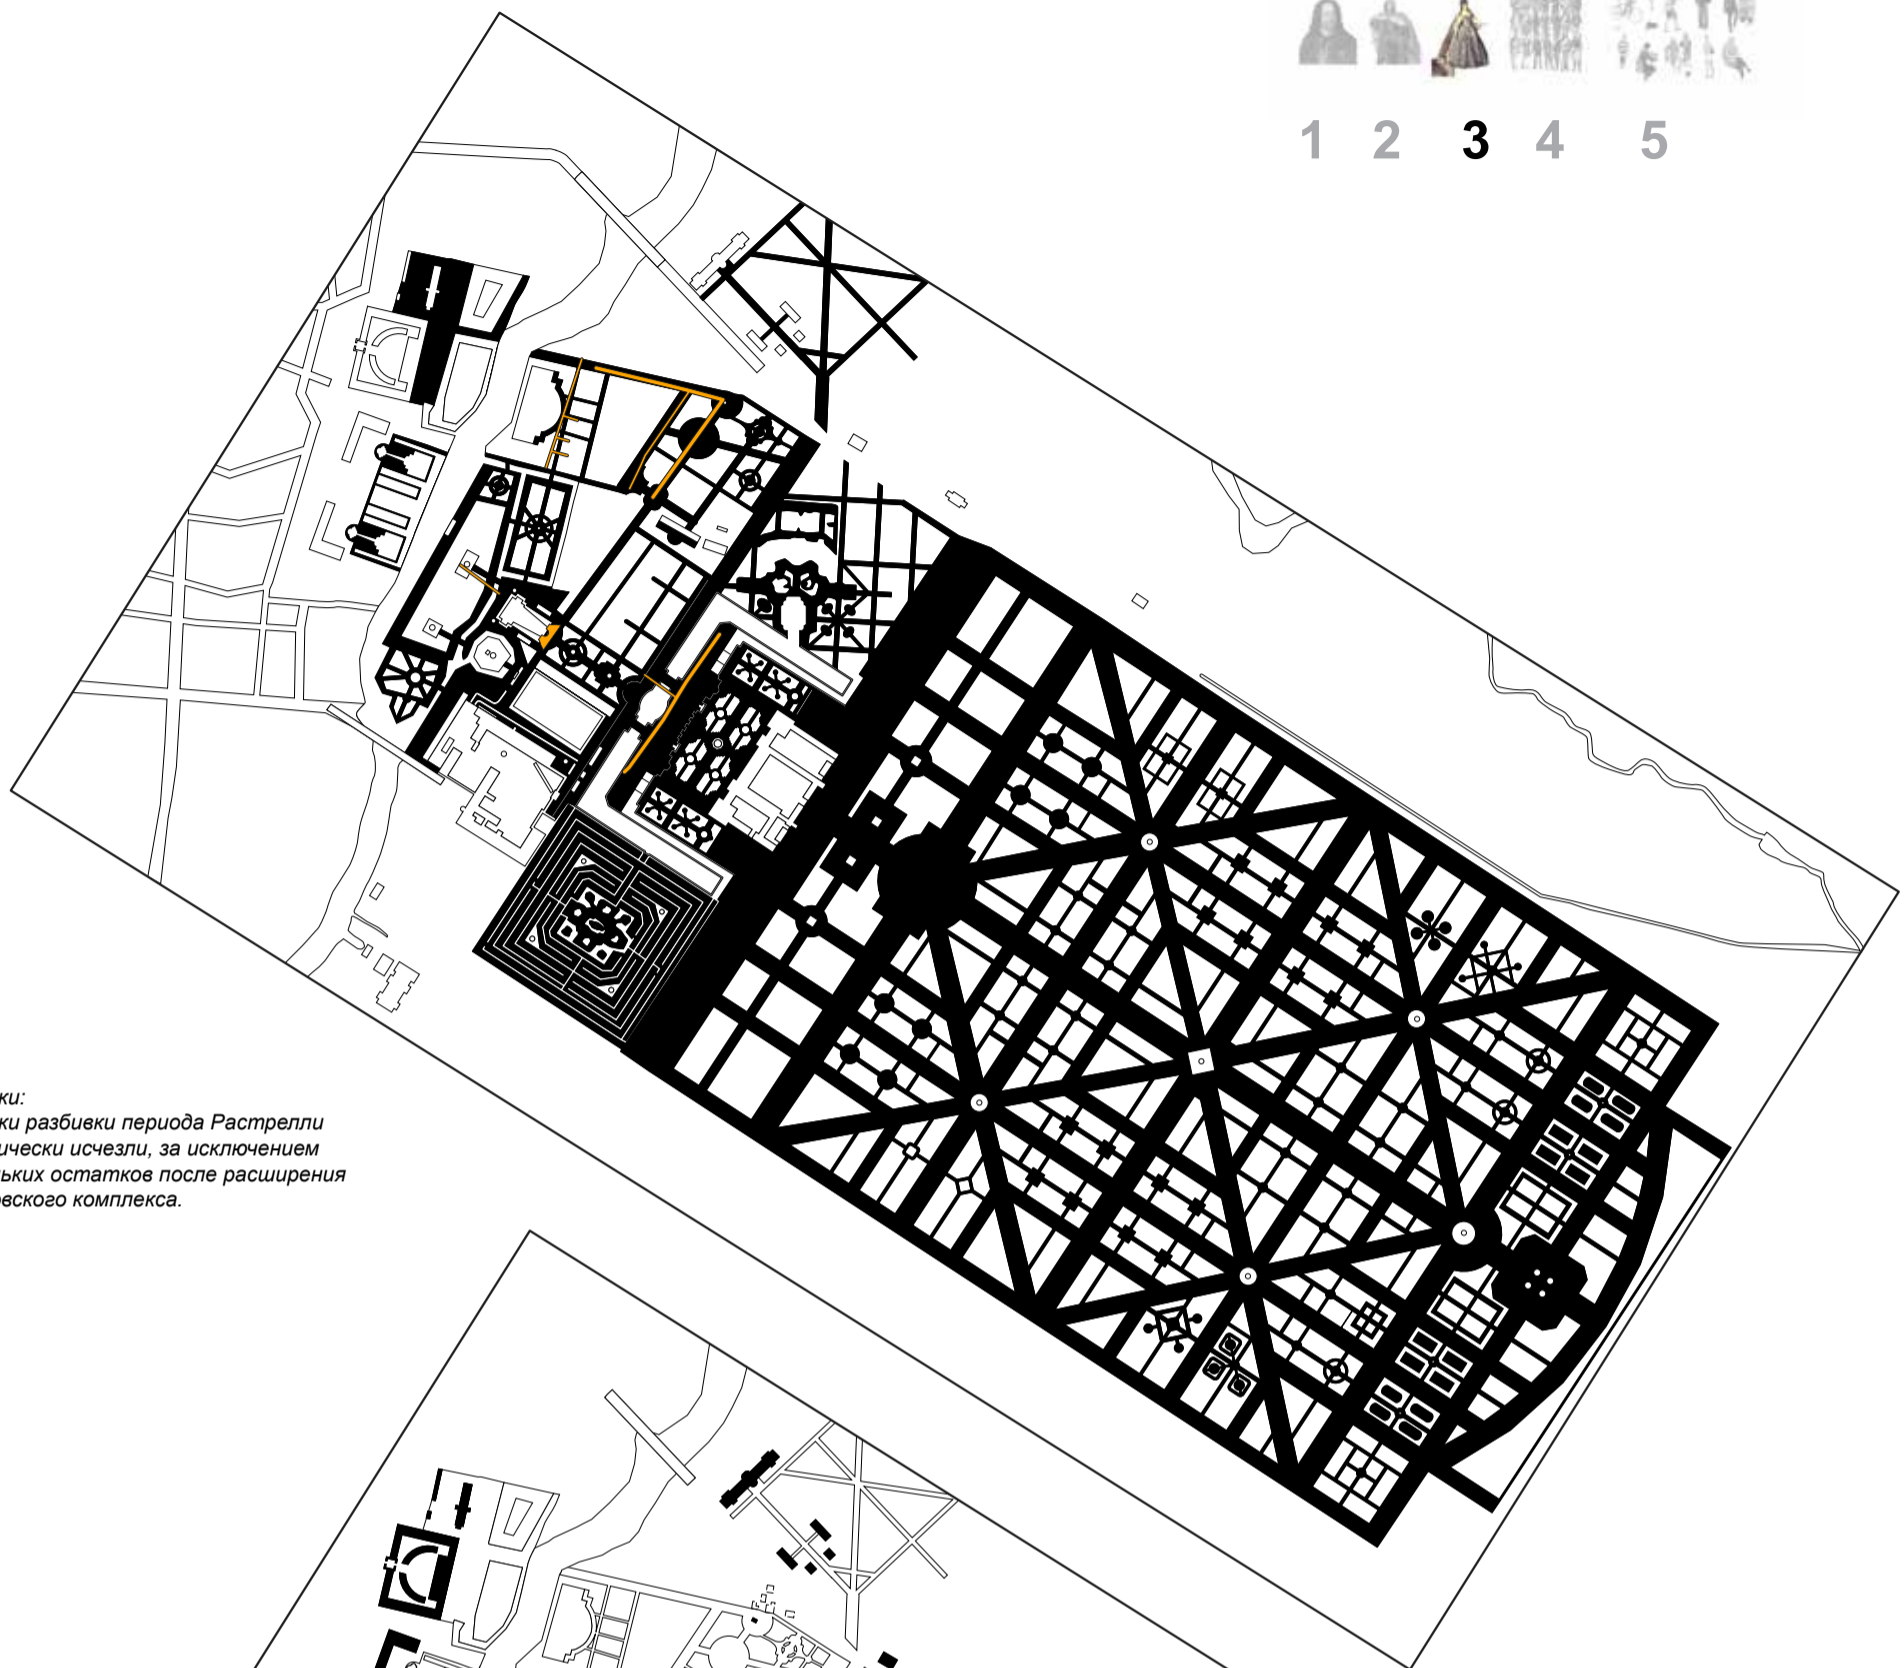 1 2 3 4 5
ки:
ки разбивки периода Растрелли
ически исчезли, за исключением
ьких остатков после расширения
вского комплекса.